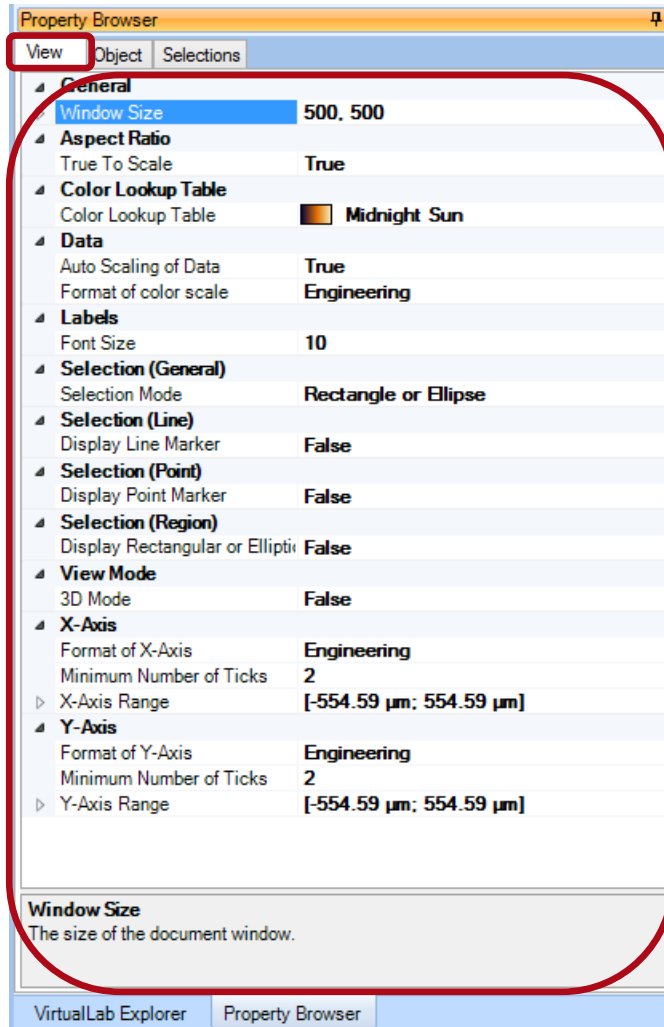 Property Browser
View Object Selections
General
Window Size 500, 500
Aspect Ratio
True To Scale True
Color Lookup Table
Color Lookup Table Midnight Sun
Data
Auto Scaling of Data True
Format of color scale Engineering
Labels
Font Size 10
Selection (General)
Selection Mode Rectangle or Ellipse
Selection (Line)
Display Line Marker False
Selection (Point)
Display Point Marker False
Selection (Region)
Display Rectangular or Elliptic False
View Mode
3D Mode False
X-Axis
Format of X-Axis Engineering
Minimum Number of Ticks 2
X-Axis Range [-554.59 µm; 554.59 µm]
Y-Axis
Format of Y-Axis Engineering
Minimum Number of Ticks 2
Y-Axis Range [-554.59 µm; 554.59 µm]
Window Size
The size of the document window.
VirtualLab Explorer Property Browser